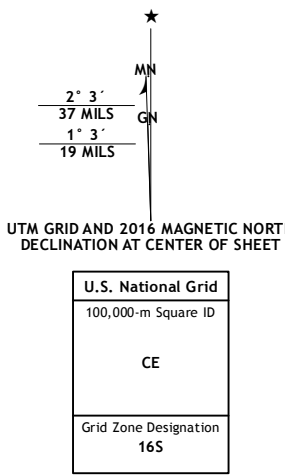 ★
MN
GN
2° 3´
37 MILS
1° 3´
19 MILS
UTM GRID AND 2016 MAGNETIC NORT
DECLINATION AT CENTER OF SHEET
U.S. National Grid
100,000-m Square ID
CE
Grid Zone Designation
16S